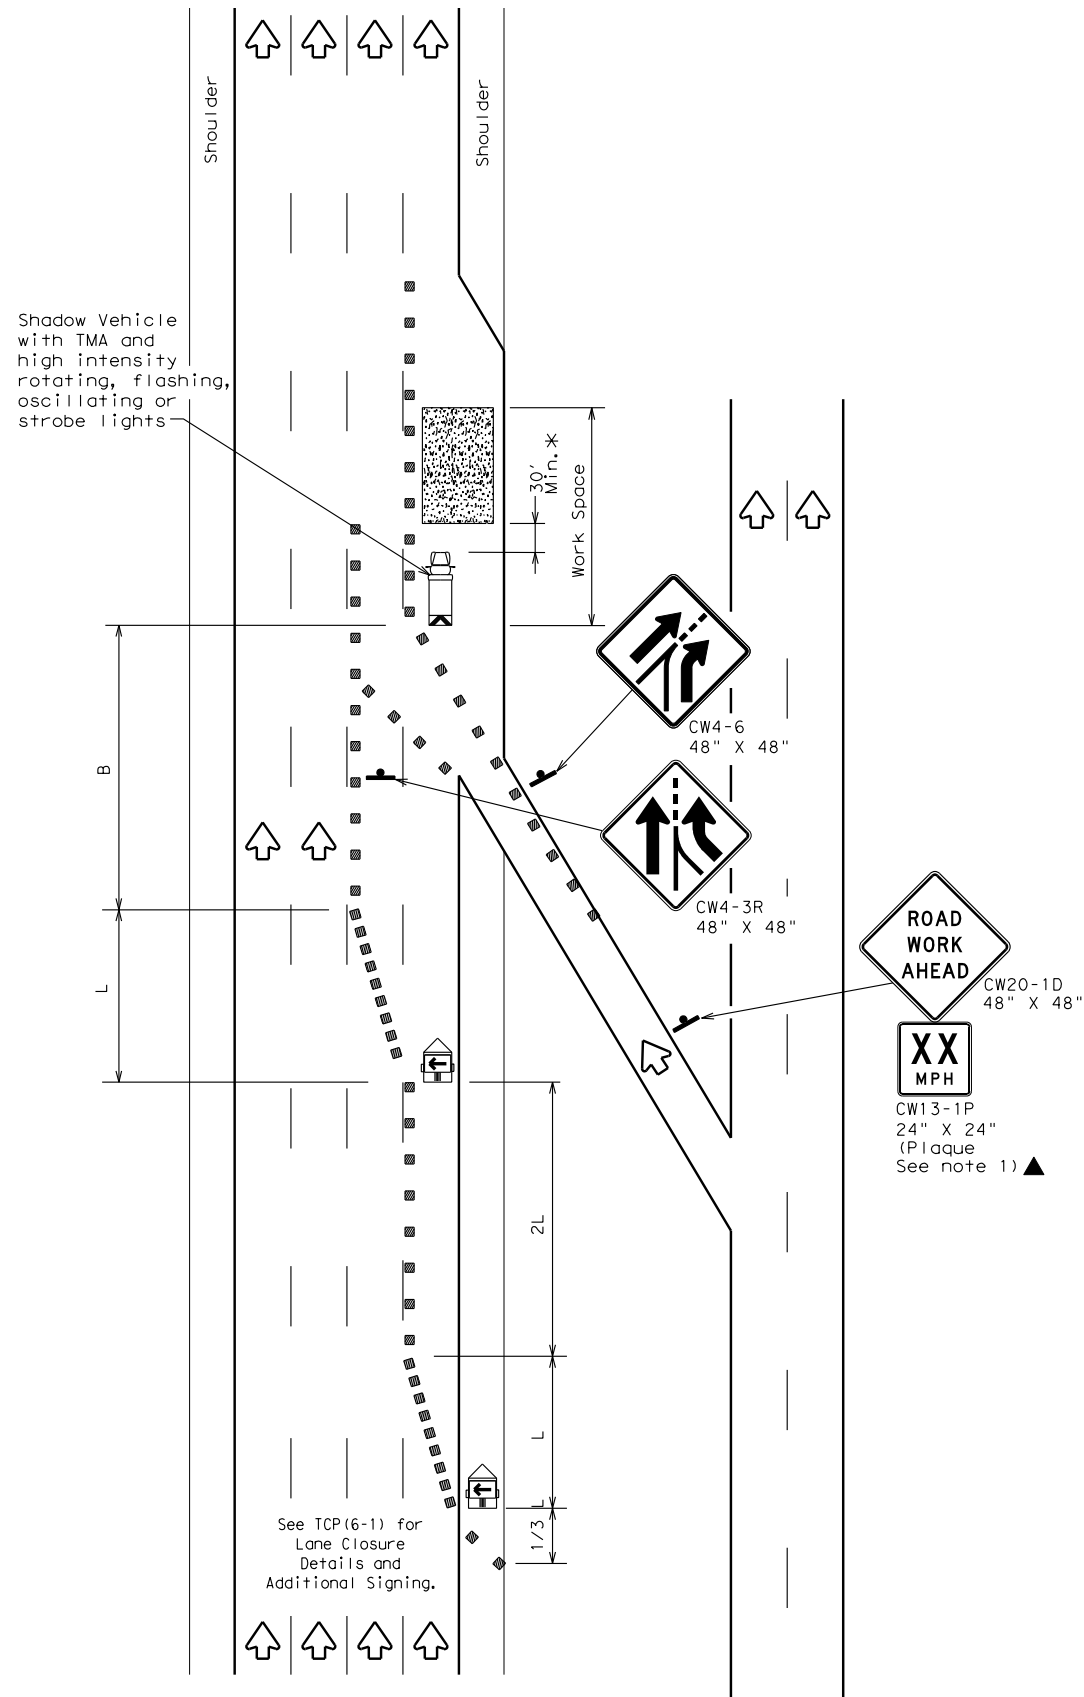 Shoulder
Shoulder
Shadow Vehicle
with TMA and
high intensity
rotating, flashing,
oscillating or
strobe lights
30'
Min.*
Work Space
CW4-6
48" X 48"
B
CW4-3R
48" X 48"
ROAD
WORK
AHEAD
CW20-1D
48" X 48"
L
XX
MPH
CW13-1P
24" X 24"
(Plaque
See note 1)▲
2L
L
1/3 L
See TCP(6-1) for
Lane Closure
Details and
Additional Signing.